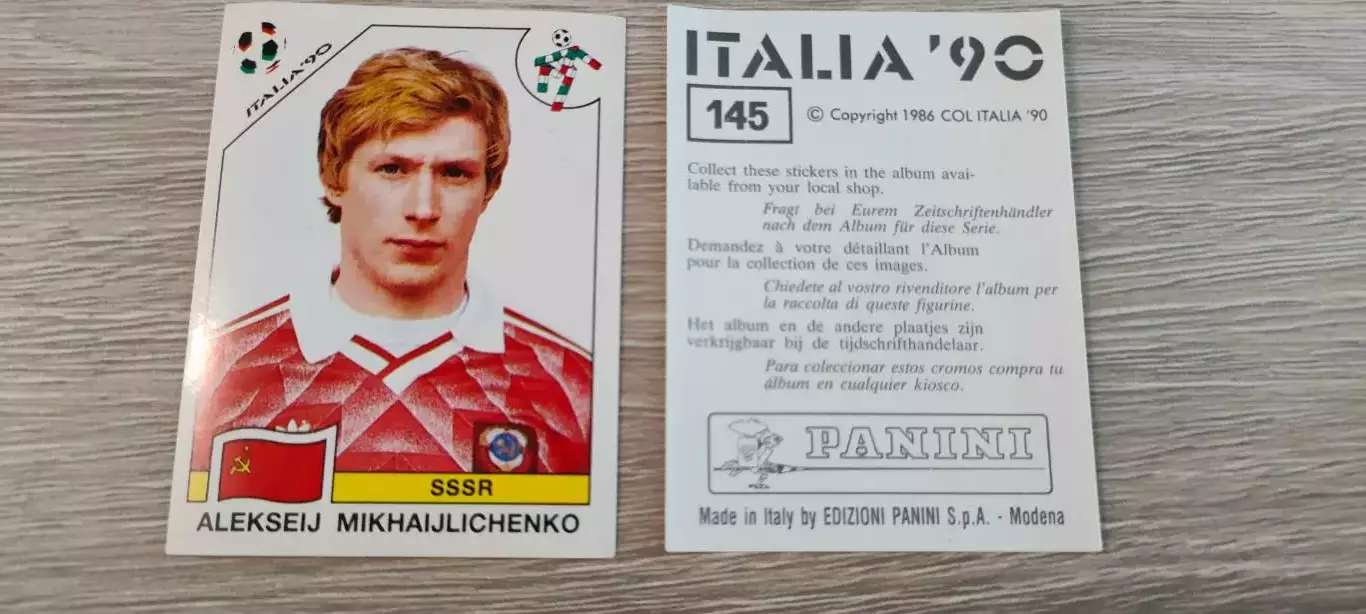 ITALIA'90
SSSR
ALEKSEIJ MIKHAIJLICHENKO
ITALIA '90
145
© Copyright 1986 COL ITALIA '90
Collect these stickers in the album avai-
lable from your local shop.
Fragt bei Eurem Zeitschriftenhändler
nach dem Album für diese Serie.
Demandez à votre détaillant l'Album
pour la collection de ces images.
Chiedete al vostro rivenditore l'album per
la raccolta di queste figurine.
Het album en de andere plaatjes zijn
verkrijgbaar bij de tijdschrifthandelaar.
Para coleccionar estos cromos compra tu
álbum en cualquier kiosco.
PANINI
Made in Italy by EDIZIONI PANINI S.p.A. - Modena